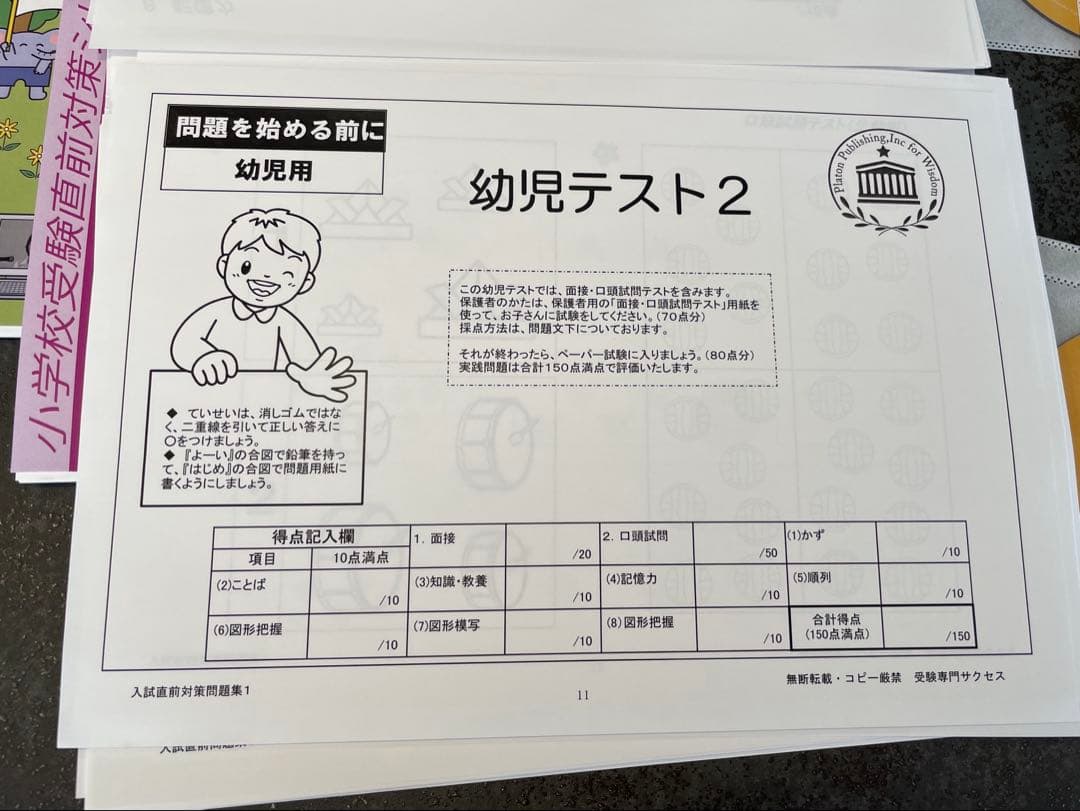 小学校受験直前対策
問題を始める前に
幼児用
幼児テスト2
Platon Publishing,Inc for Wisdom
この幼児テストでは、面接・口頭試問テストを含みます。
保護者のかたは、保護者用の「面接・口頭試問テスト」用紙を
使って、お子さんに試験をしてください。(70点分)
採点方法は、問題文下についております。
それが終わったら、ペーパー試験に入りましょう。(80点分)
実践問題は合計150点満点で評価いたします。
◆ ていせいは、消しゴムではな
く、二重線を引いて正しい答えに
○をつけましょう。
◆ 『よーい』の合図で鉛筆を持っ
て、『はじめ』の合図で問題用紙に
書くようにしましょう。
得点記入欄
項目 10点満点
1. 面接 /20
2. 口頭試問 /50
(1)かず /10
(2)ことば /10
(3)知識・教養 /10
(4)記憶力 /10
(5)順列 /10
(6)図形把握 /10
(7)図形模写 /10
(8)図形把握 /10
合計得点
(150点満点) /150
入試直前対策問題集1
11
無断転載・コピー厳禁 受験専門サクセス